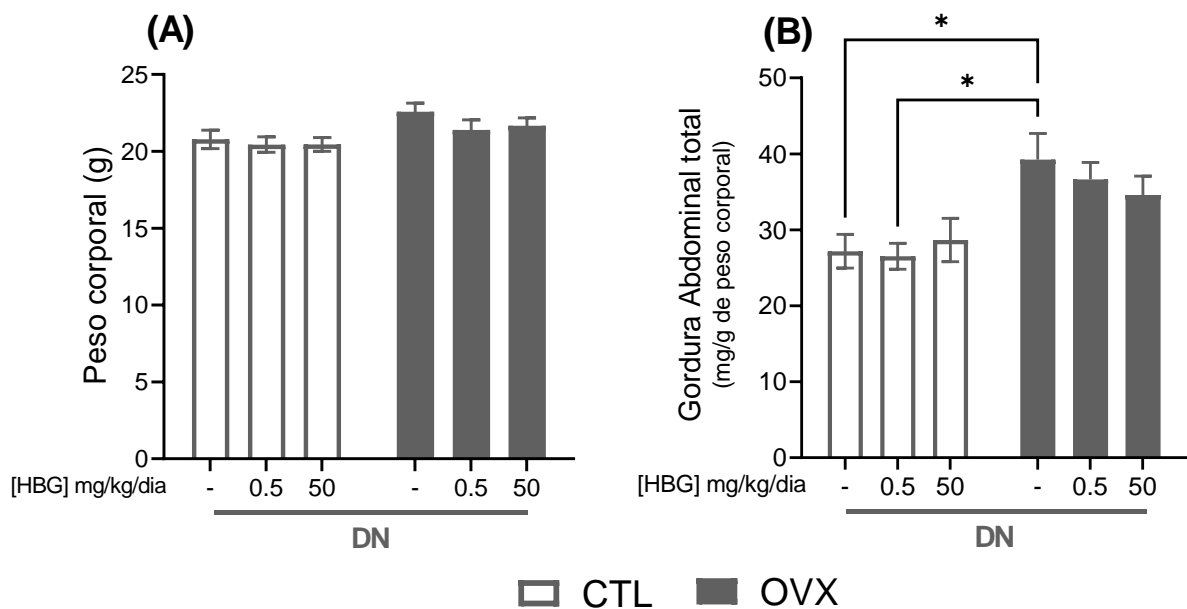 (A)
Peso corporal (g)
25
20
15
10
5
0
[HBG] mg/kg/dia - 0.5 50 - 0.5 50
DN
(B)
* 
*
Gordura Abdominal total
(mg/g de peso corporal)
50
40
30
20
10
0
[HBG] mg/kg/dia - 0.5 50 - 0.5 50
DN
CTL OVX